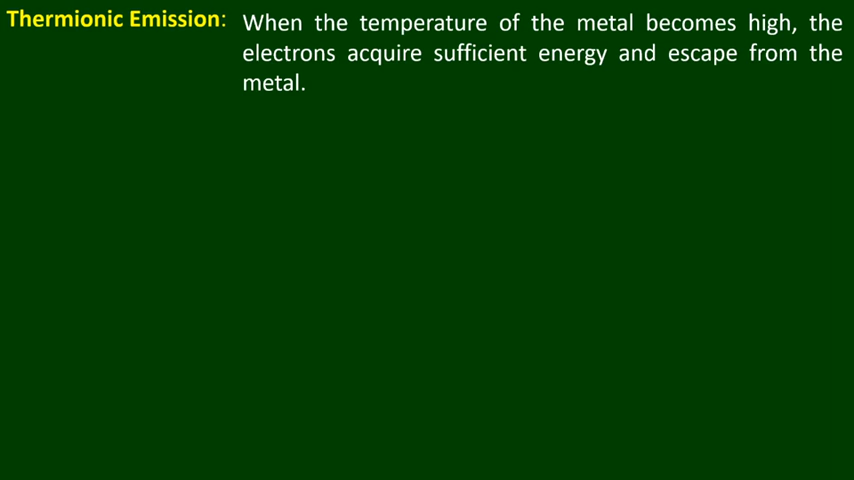 Thermionic Emission: When the temperature of the metal becomes high, the
electrons acquire sufficient energy and escape from the
metal.